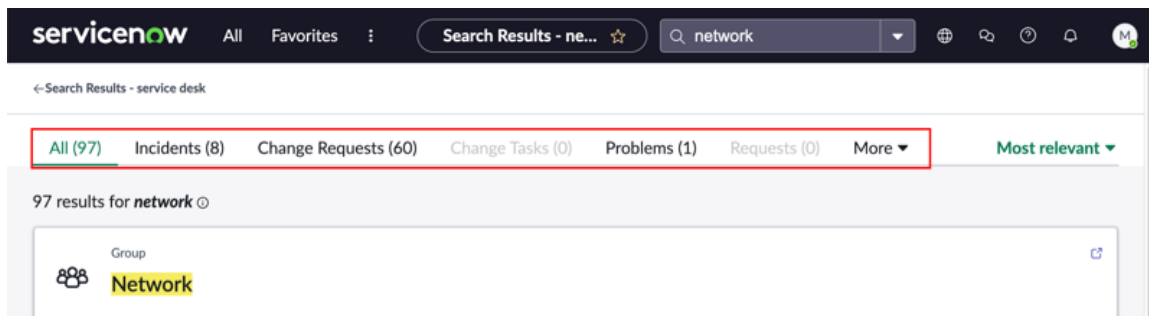 servicenow All Favorites Search Results - ne... network M
←Search Results - service desk
All (97) Incidents (8) Change Requests (60) Change Tasks (0) Problems (1) Requests (0) More Most relevant
97 results for network
Group
Network